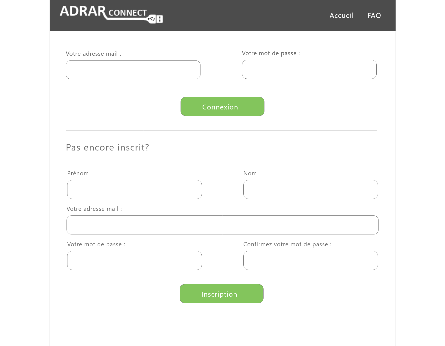 ADRAR CONNECT
Accueil FAQ
Votre adresse mail :
Votre mot de passe :
Connexion
Pas encore inscrit?
Prénom
Nom
Votre adresse mail :
Votre mot de passe :
Confirmez votre mot de passe :
Inscription